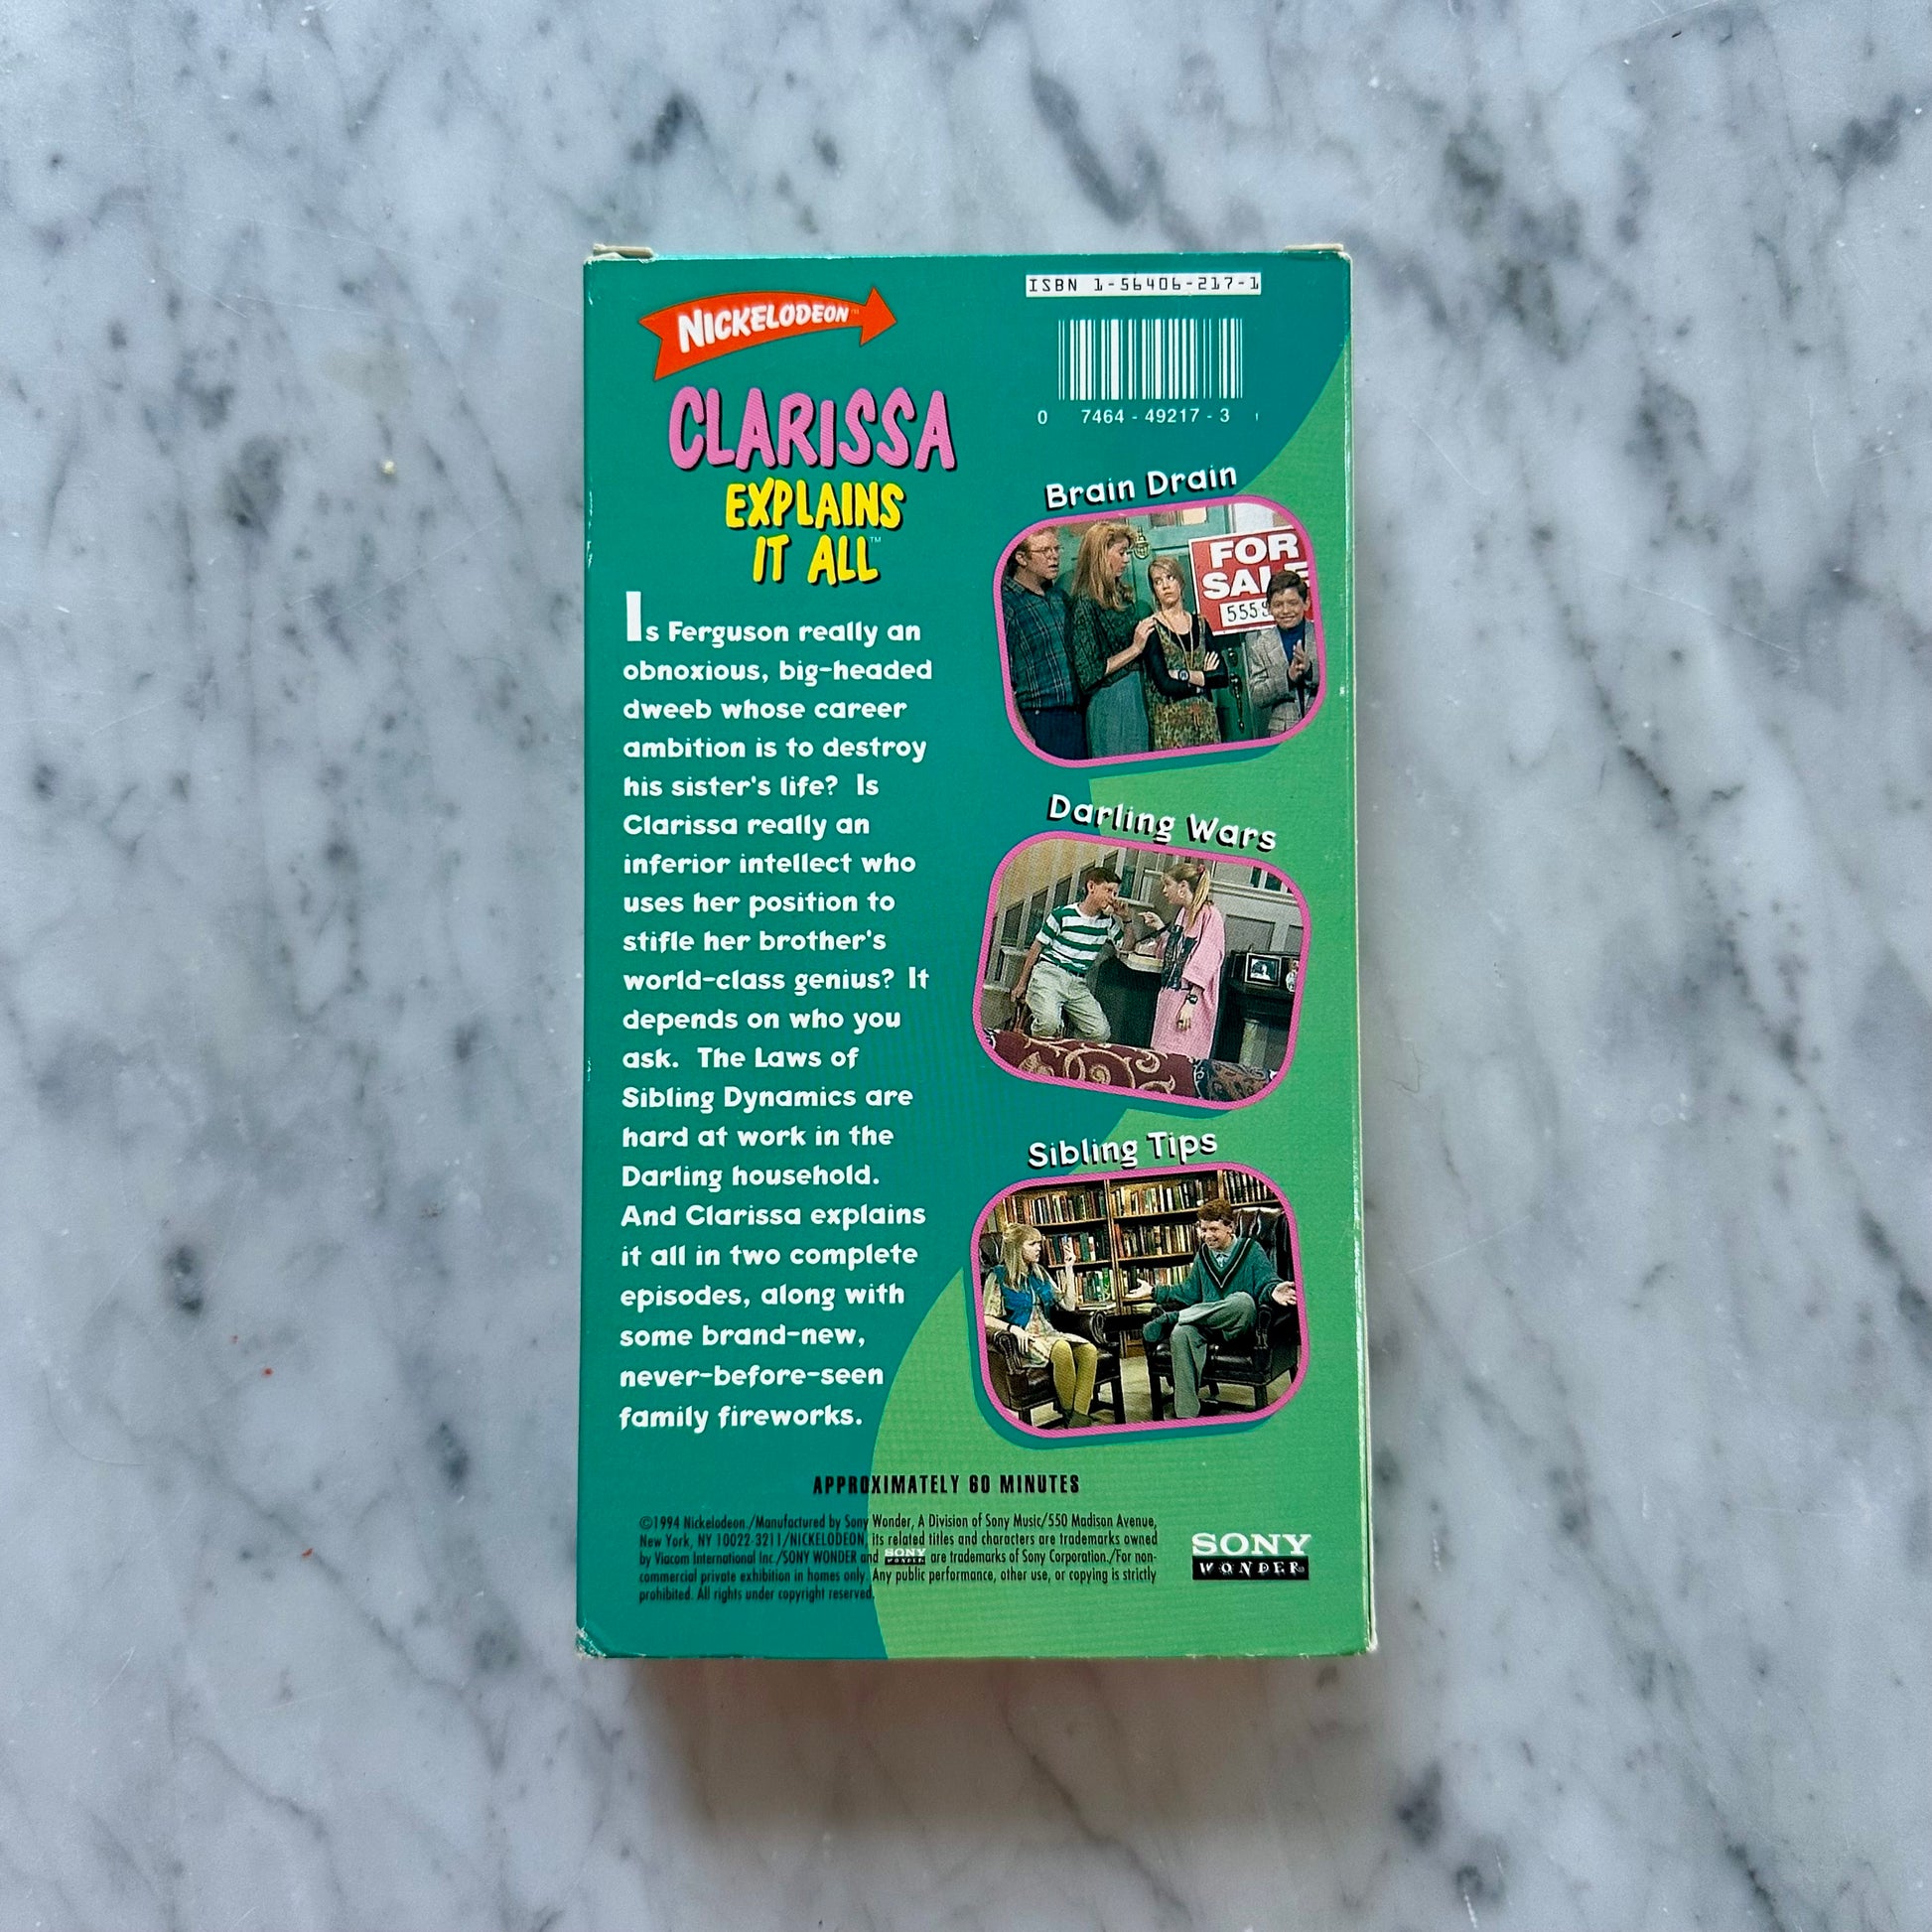 NICKELODEON™
CLARISSA
EXPLAINS
IT ALL™
Is Ferguson really an
obnoxious, big-headed
dweeb whose career
ambition is to destroy
his sister's life? Is
Clarissa really an
inferior intellect who
uses her position to
stifle her brother's
world-class genius? It
depends on who you
ask. The Laws of
Sibling Dynamics are
hard at work in the
Darling household.
And Clarissa explains
it all in two complete
episodes, along with
some brand-new,
never-before-seen
family fireworks.
ISBN 1-56406-217-1
0 7464 - 49217 - 3 1
Brain Drain
FOR
SALE
555
Darling Wars
Sibling Tips
APPROXIMATELY 60 MINUTES
©1994 Nickelodeon./Manufactured by Sony Wonder, A Division of Sony Music/550 Madison Avenue,
New York, NY 10022-3211/NICKELODEON, its related titles and characters are trademarks owned
by Viacom International Inc./SONY WONDER and SONY WONDER are trademarks of Sony Corporation./For non-
commercial private exhibition in homes only. Any public performance, other use, or copying is strictly
prohibited. All rights under copyright reserved.
SONY
WONDER®